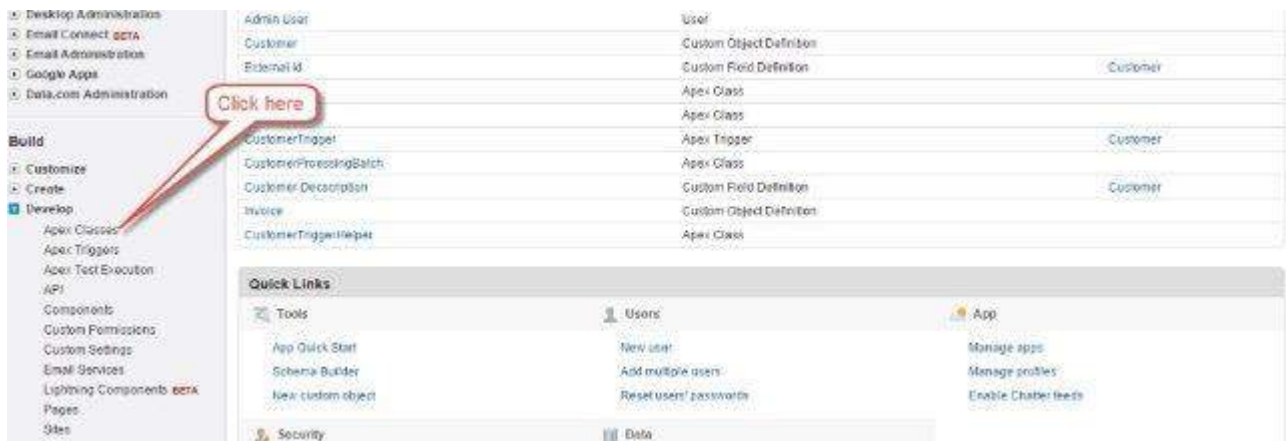 Desktop Administration
Email Connect BETA
Email Administration
Google Apps
Data.com Administration
Build
Customize
Create
Develop
Apex Classes
Apex Triggers
Apex Test Execution
API
Components
Custom Permissions
Custom Settings
Email Services
Lightning Components BETA
Pages
Sites
Click here
Admin User User
Customer Custom Object Definition
External Id Custom Field Definition Customer
Apex Class
Apex Class
CustomerTrigger Apex Trigger Customer
CustomerProessingBatch Apex Class
Customer Decscription Custom Field Definition Customer
Invoice Custom Object Definition
CustomerTriggerHelper Apex Class
Quick Links
Tools Users App
App Quick Start New user Manage apps
Schema Builder Add multiple users Manage profiles
New custom object Reset users' passwords Enable Chatter feeds
Security Data